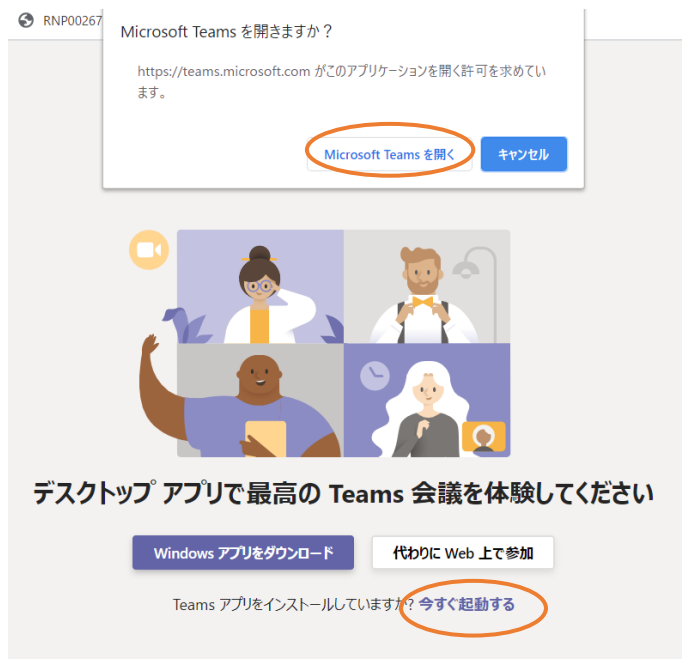 RNP00267
Microsoft Teams を開きますか？
https://teams.microsoft.com がこのアプリケーションを開く許可を求めてい
ます。
Microsoft Teams を開く
キャンセル
デスクトップ アプリで最高の Teams 会議を体験してください
Windows アプリをダウンロード
代わりに Web 上で参加
Teams アプリをインストールしていますか? 今すぐ起動する